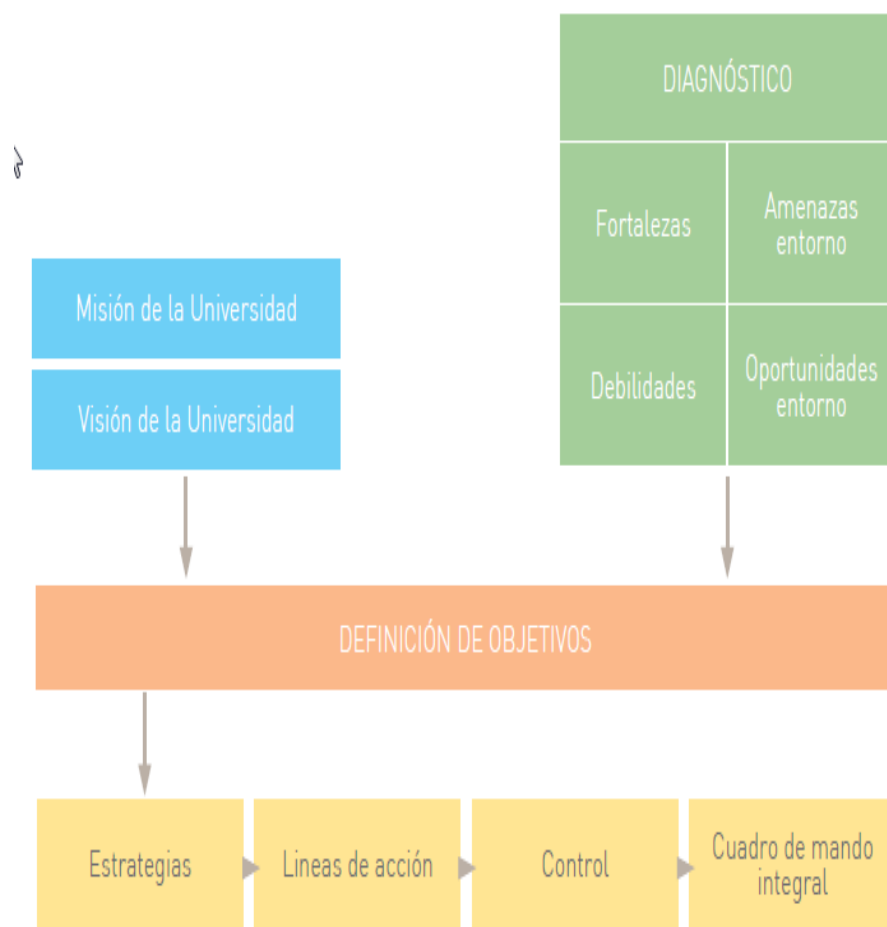 DIAGNÓSTICO
Fortalezas
Amenazas
entorno
Debilidades
Oportunidades
entorno
Misión de la Universidad
Visión de la Universidad
DEFINICIÓN DE OBJETIVOS
Estrategias
Lineas de acción
Control
Cuadro de mando
integral